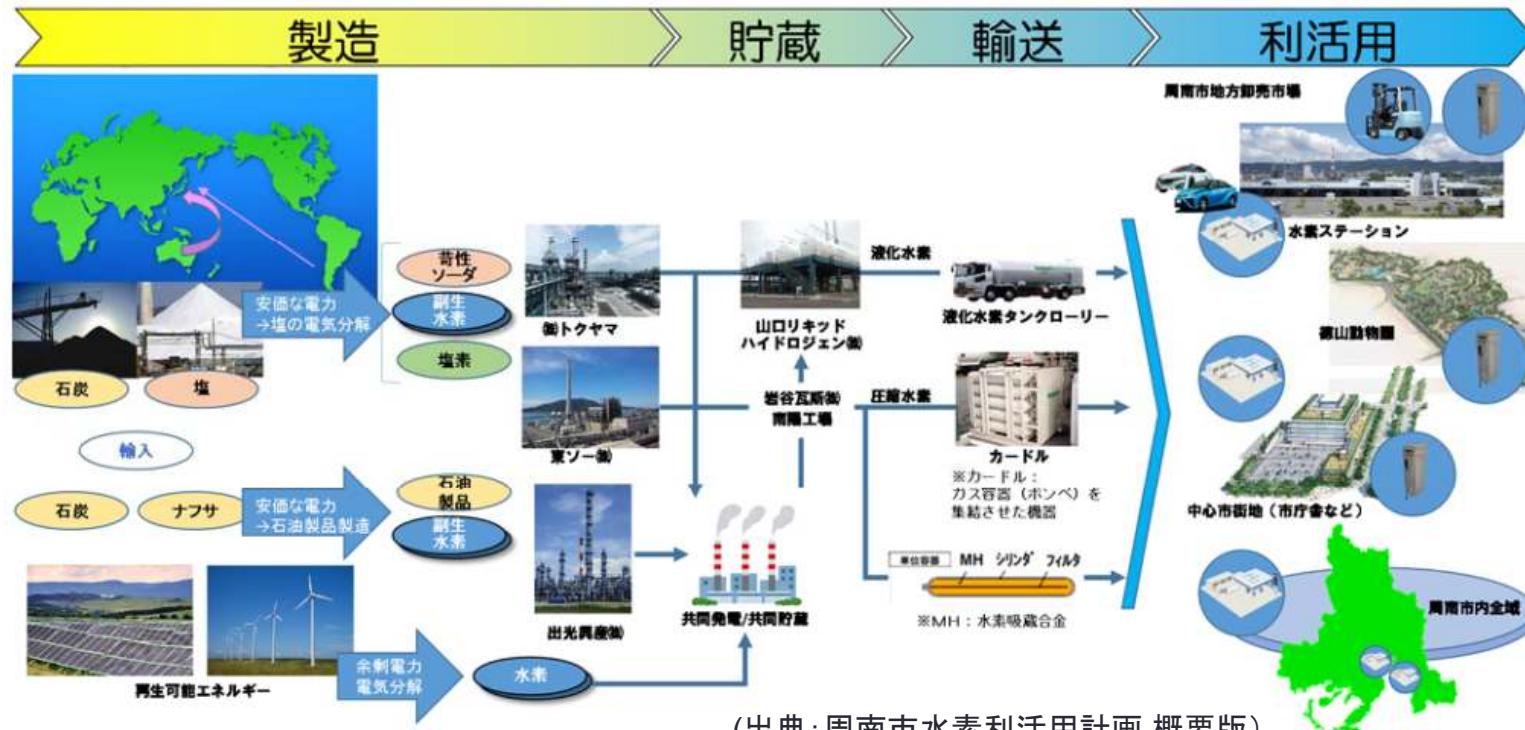 製造
貯蔵
輸送
利活用
安価な電力
→塩の電気分解
石炭
塩
輸入
石炭
ナフサ
安価な電力
→石油製品製造
再生可能エネルギー
余剰電力
電気分解
苛性
ソーダ
副生
水素
塩素
石油
製品
副生
水素
水素
㈱トクヤマ
東ソー㈱
出光興産㈱
山口リキッド
ハイドロジェン㈱
岩谷瓦斯㈱
南陽工場
共同発電/共同貯蔵
液化水素
液化水素タンクローリー
圧縮水素
カードル
※カードル：
ガス容器（ボンベ）を
集結させた機器
単位容器
MH
シリンダ
フィルタ
※MH：水素吸蔵合金
周南市地方卸売市場
水素ステーション
徳山動物園
中心市街地（市庁舎など）
周南市内全域
(出典：周南市水素利活用計画 概要版)